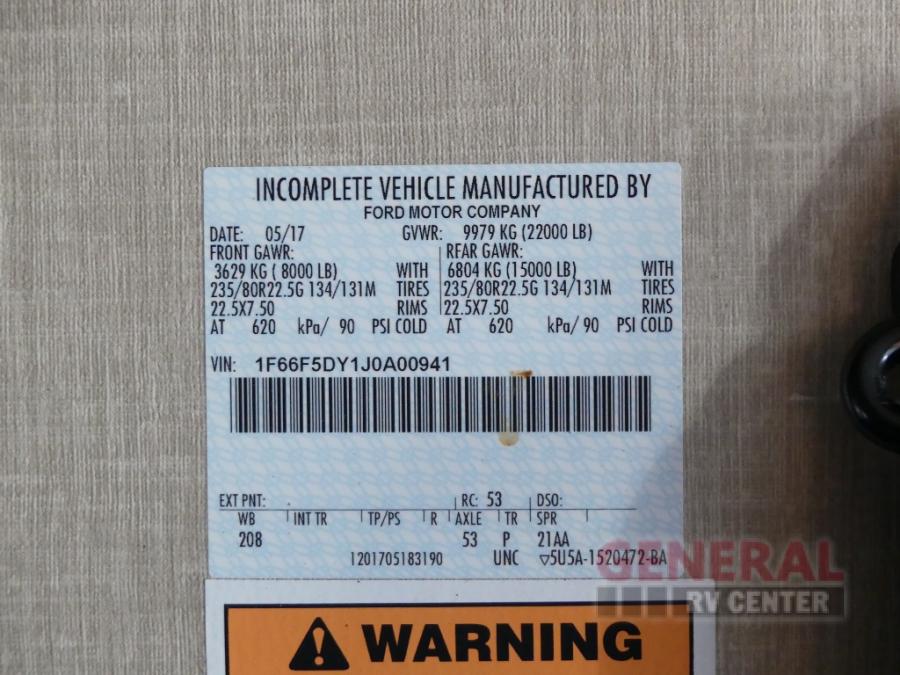 INCOMPLETE VEHICLE MANUFACTURED BY
FORD MOTOR COMPANY
DATE: 05/17 GVWR: 9979 KG (22000 LB)
FRONT GAWR: REAR GAWR:
3629 KG ( 8000 LB) WITH 6804 KG (15000 LB) WITH
235/80R22.5G 134/131M TIRES 235/80R22.5G 134/131M TIRES
22.5X7.50 RIMS 22.5X7.50 RIMS
AT 620 kPa/ 90 PSI COLD AT 620 kPa/ 90 PSI COLD
VIN: 1F66F5DY1J0A00941
EXT PNT: RC: 53 DSO:
WB INT TR TP/PS R AXLE TR SPR
208 53 P 21AA
1201705183190 UNC ▽5U5A-1520472-BA
GENERAL
RV CENTER
WARNING